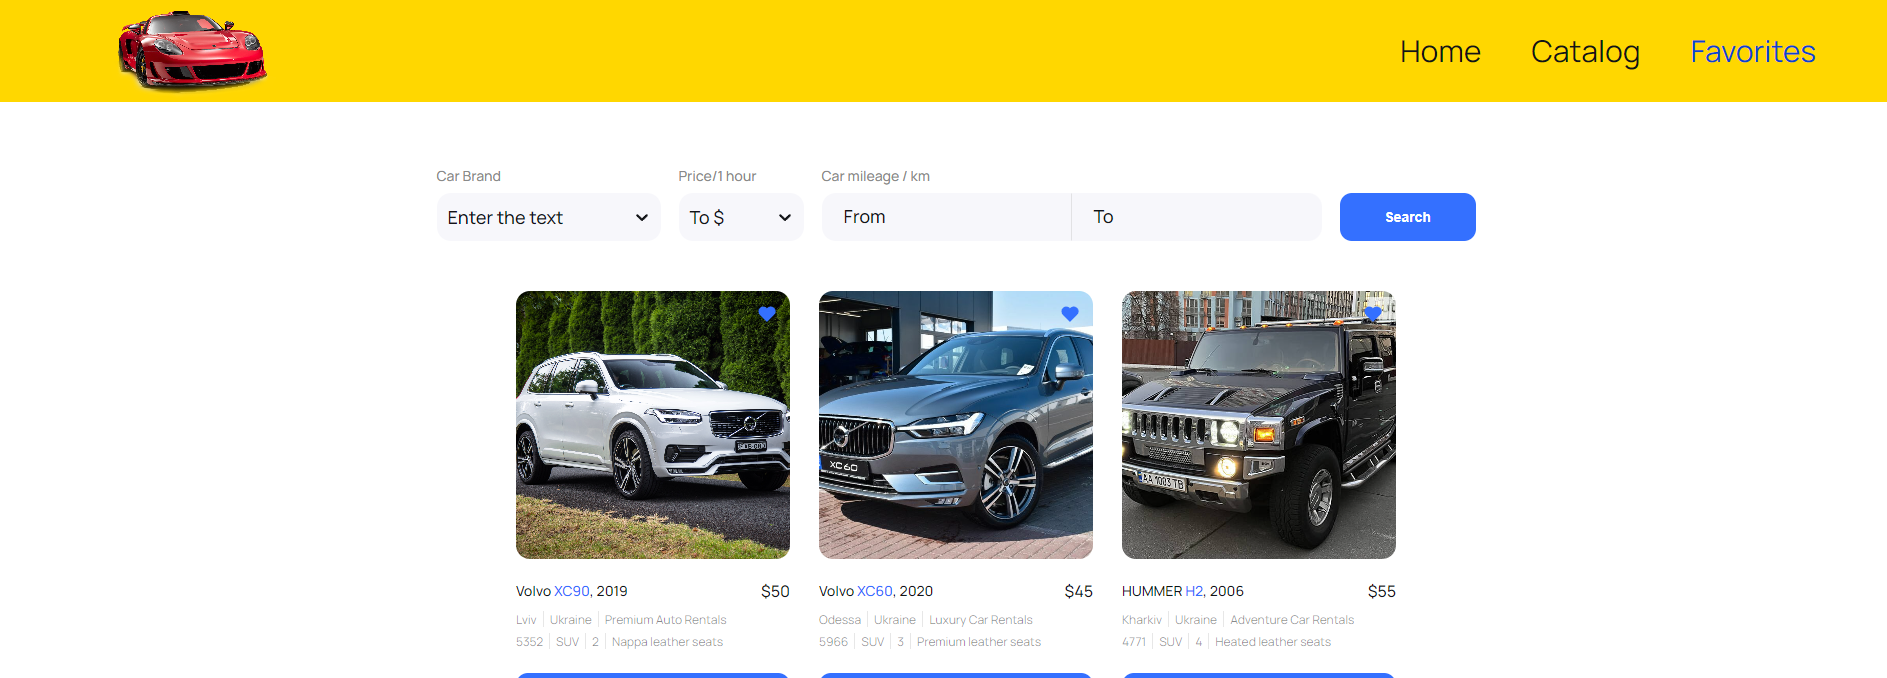 Home Catalog Favorites
Car Brand Price/1 hour Car mileage / km
Enter the text To $ From To Search
XC60
AA 1003 TB
Volvo XC90, 2019 $50
Lviv Ukraine Premium Auto Rentals
5352 SUV 2 Nappa leather seats
Volvo XC60, 2020 $45
Odessa Ukraine Luxury Car Rentals
5966 SUV 3 Premium leather seats
HUMMER H2, 2006 $55
Kharkiv Ukraine Adventure Car Rentals
4771 SUV 4 Heated leather seats